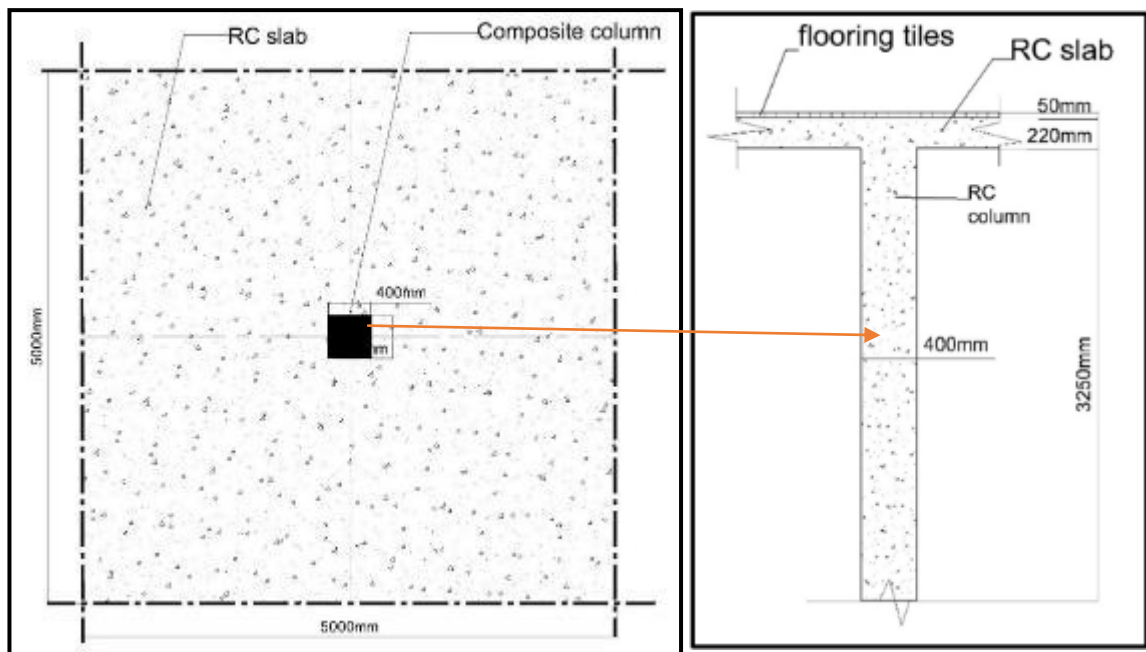 RC slab
Composite column
400mm
5000mm
5000mm
flooring tiles
RC slab
50mm
220mm
RC
column
400mm
3250mm